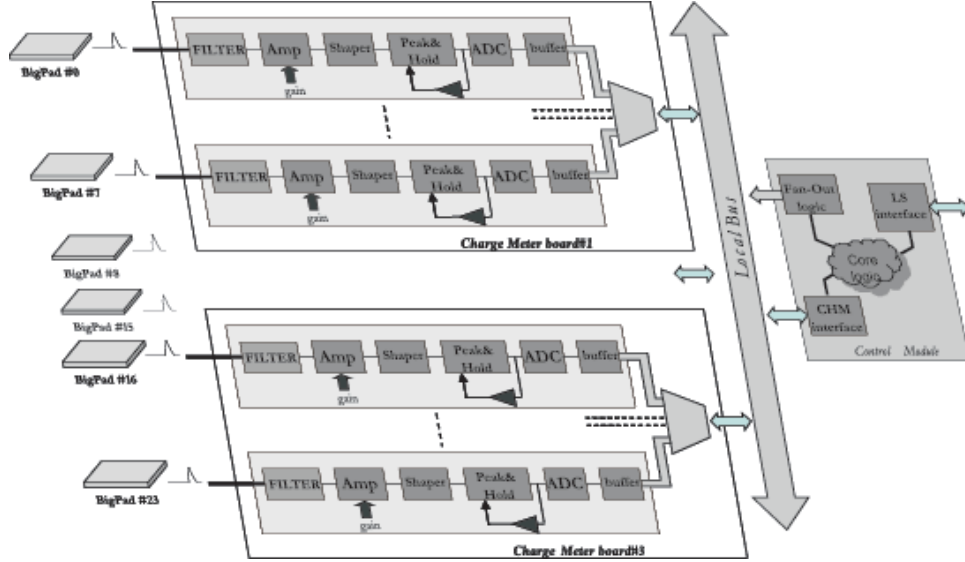 FILTER Amp Shaper Peak& Hold ADC buffer
BigPad #0
gain
FILTER Amp Shaper Peak& Hold ADC buffer
BigPad #7
gain
Charge Meter board#1
BigPad #8
BigPad #15
Local Bus
Fan-Out logic
LS interface
Core logic
CHM interface
Control Module
FILTER Amp Shaper Peak& Hold ADC buffer
BigPad #16
gain
FILTER Amp Shaper Peak& Hold ADC buffer
BigPad #23
gain
Charge Meter board#3